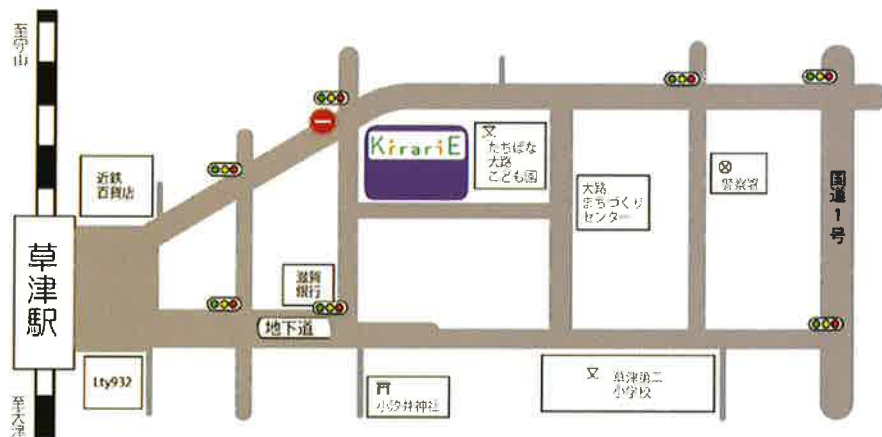 至守山
近鉄
百貨店
草津駅
Lty932
至大津
滋賀
銀行
地下道
KirariE
文
たちばな
大路
こども園
大路
まちづくり
センター
警察署
国道1号
小汐井神社
文 草津第二
小学校